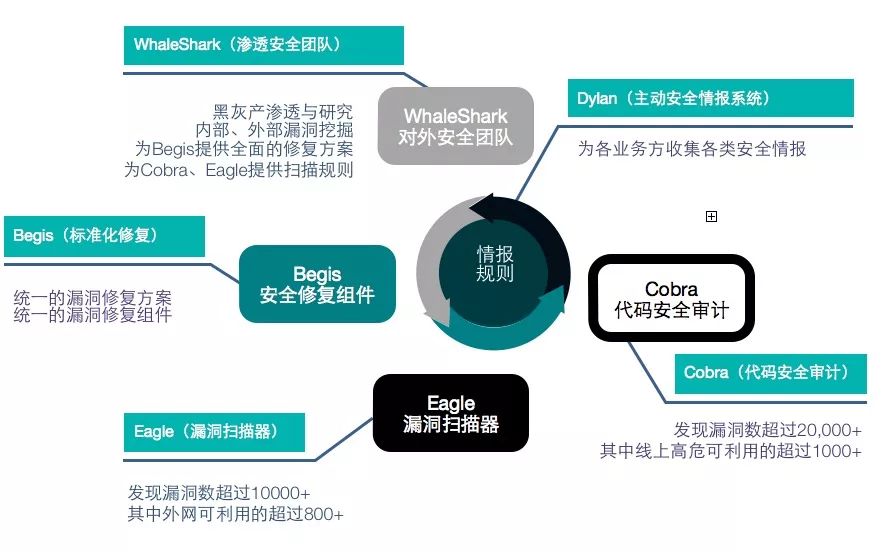 WhaleShark（渗透安全团队）
黑灰产渗透与研究
内部、外部漏洞挖掘
为Begis提供全面的修复方案
为Cobra、Eagle提供扫描规则
WhaleShark
对外安全团队
Dylan（主动安全情报系统）
为各业务方收集各类安全情报
Begis（标准化修复）
统一的漏洞修复方案
统一的漏洞修复组件
Begis
安全修复组件
情报
规则
Cobra
代码安全审计
Cobra（代码安全审计）
发现漏洞数超过20,000+
其中线上高危可利用的超过1000+
Eagle
漏洞扫描器
Eagle（漏洞扫描器）
发现漏洞数超过10000+
其中外网可利用的超过800+